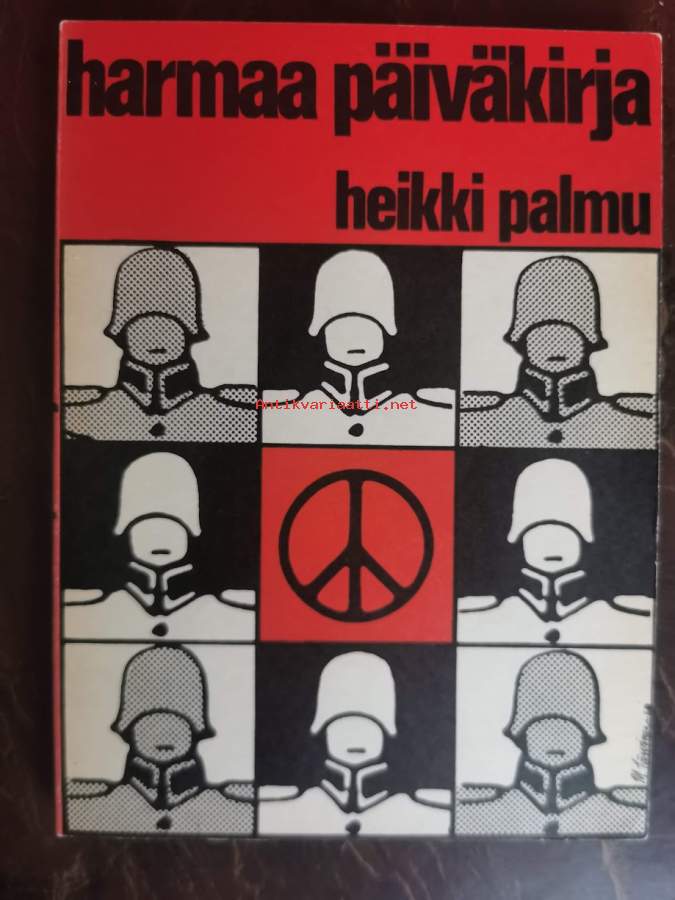 harmaa päiväkirja
heikki palmu
Antikvariaatti.net